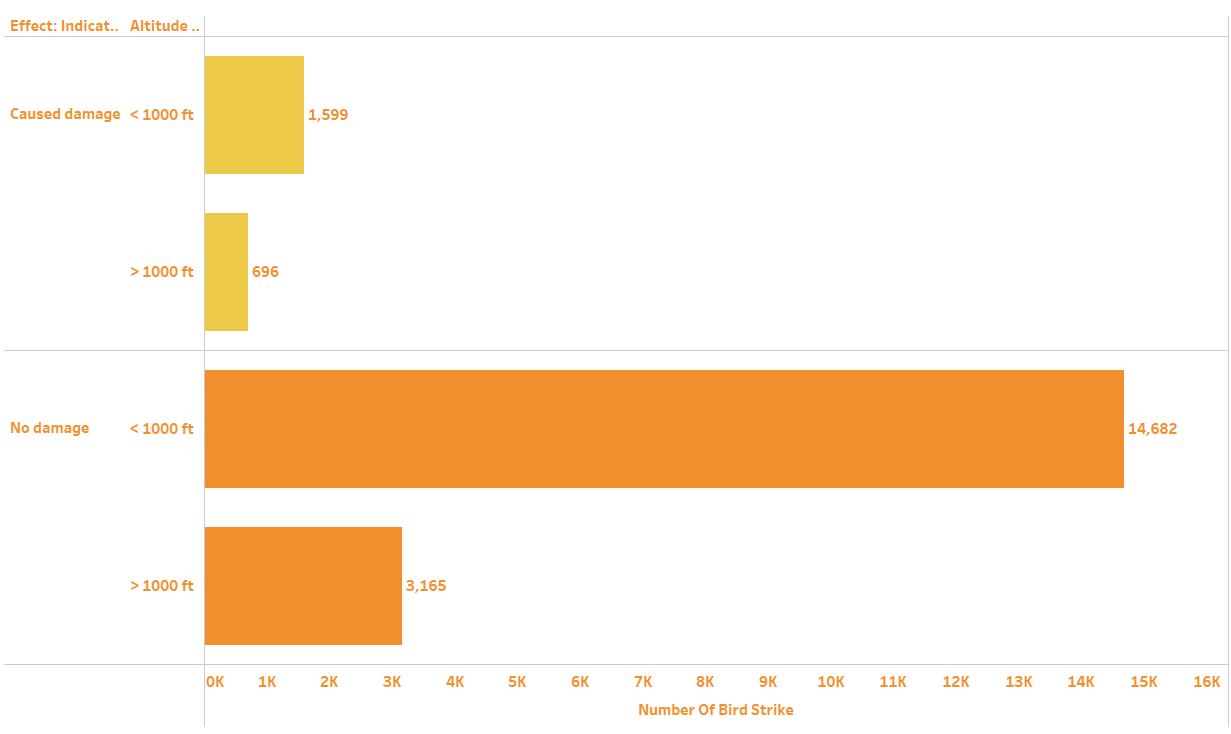 Effect: Indicat.. Altitude ..
Caused damage < 1000 ft 1,599
> 1000 ft 696
No damage < 1000 ft 14,682
> 1000 ft 3,165
0K 1K 2K 3K 4K 5K 6K 7K 8K 9K 10K 11K 12K 13K 14K 15K 16K
Number Of Bird Strike